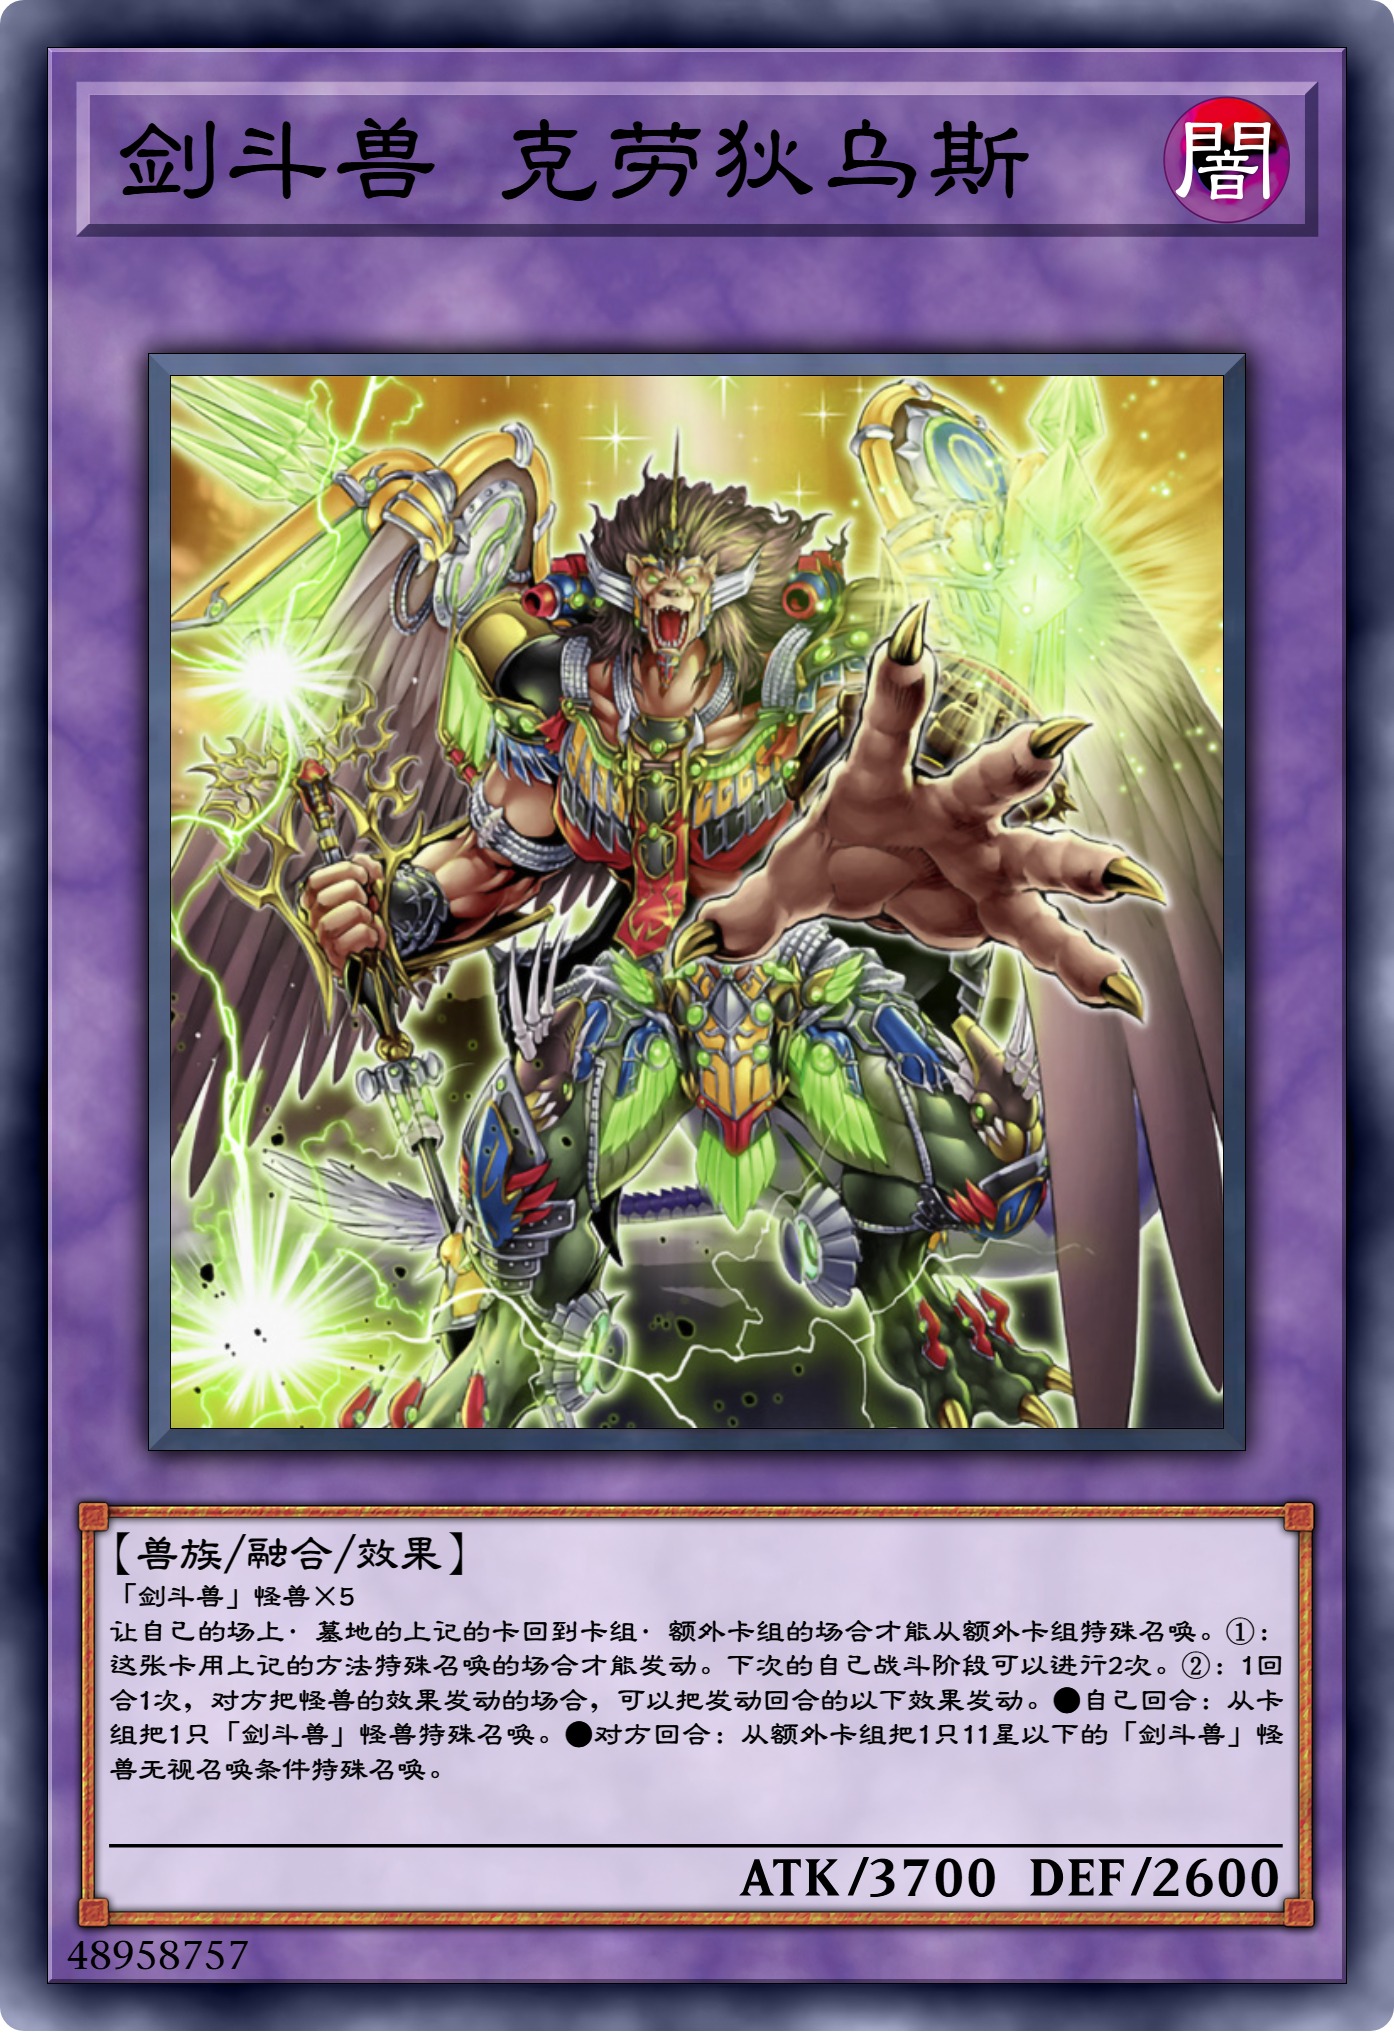 剑斗兽 克劳狄乌斯
闇
【兽族/融合/效果】
「剑斗兽」怪兽×5
让自己的场上·墓地的上记的卡回到卡组·额外卡组的场合才能从额外卡组特殊召唤。①：
这张卡用上记的方法特殊召唤的场合才能发动。下次的自己战斗阶段可以进行2次。②：1回
合1次，对方把怪兽的效果发动的场合，可以把发动回合的以下效果发动。●自己回合：从卡
组把1只「剑斗兽」怪兽特殊召唤。●对方回合：从额外卡组把1只11星以下的「剑斗兽」怪
兽无视召唤条件特殊召唤。
ATK/3700 DEF/2600
48958757